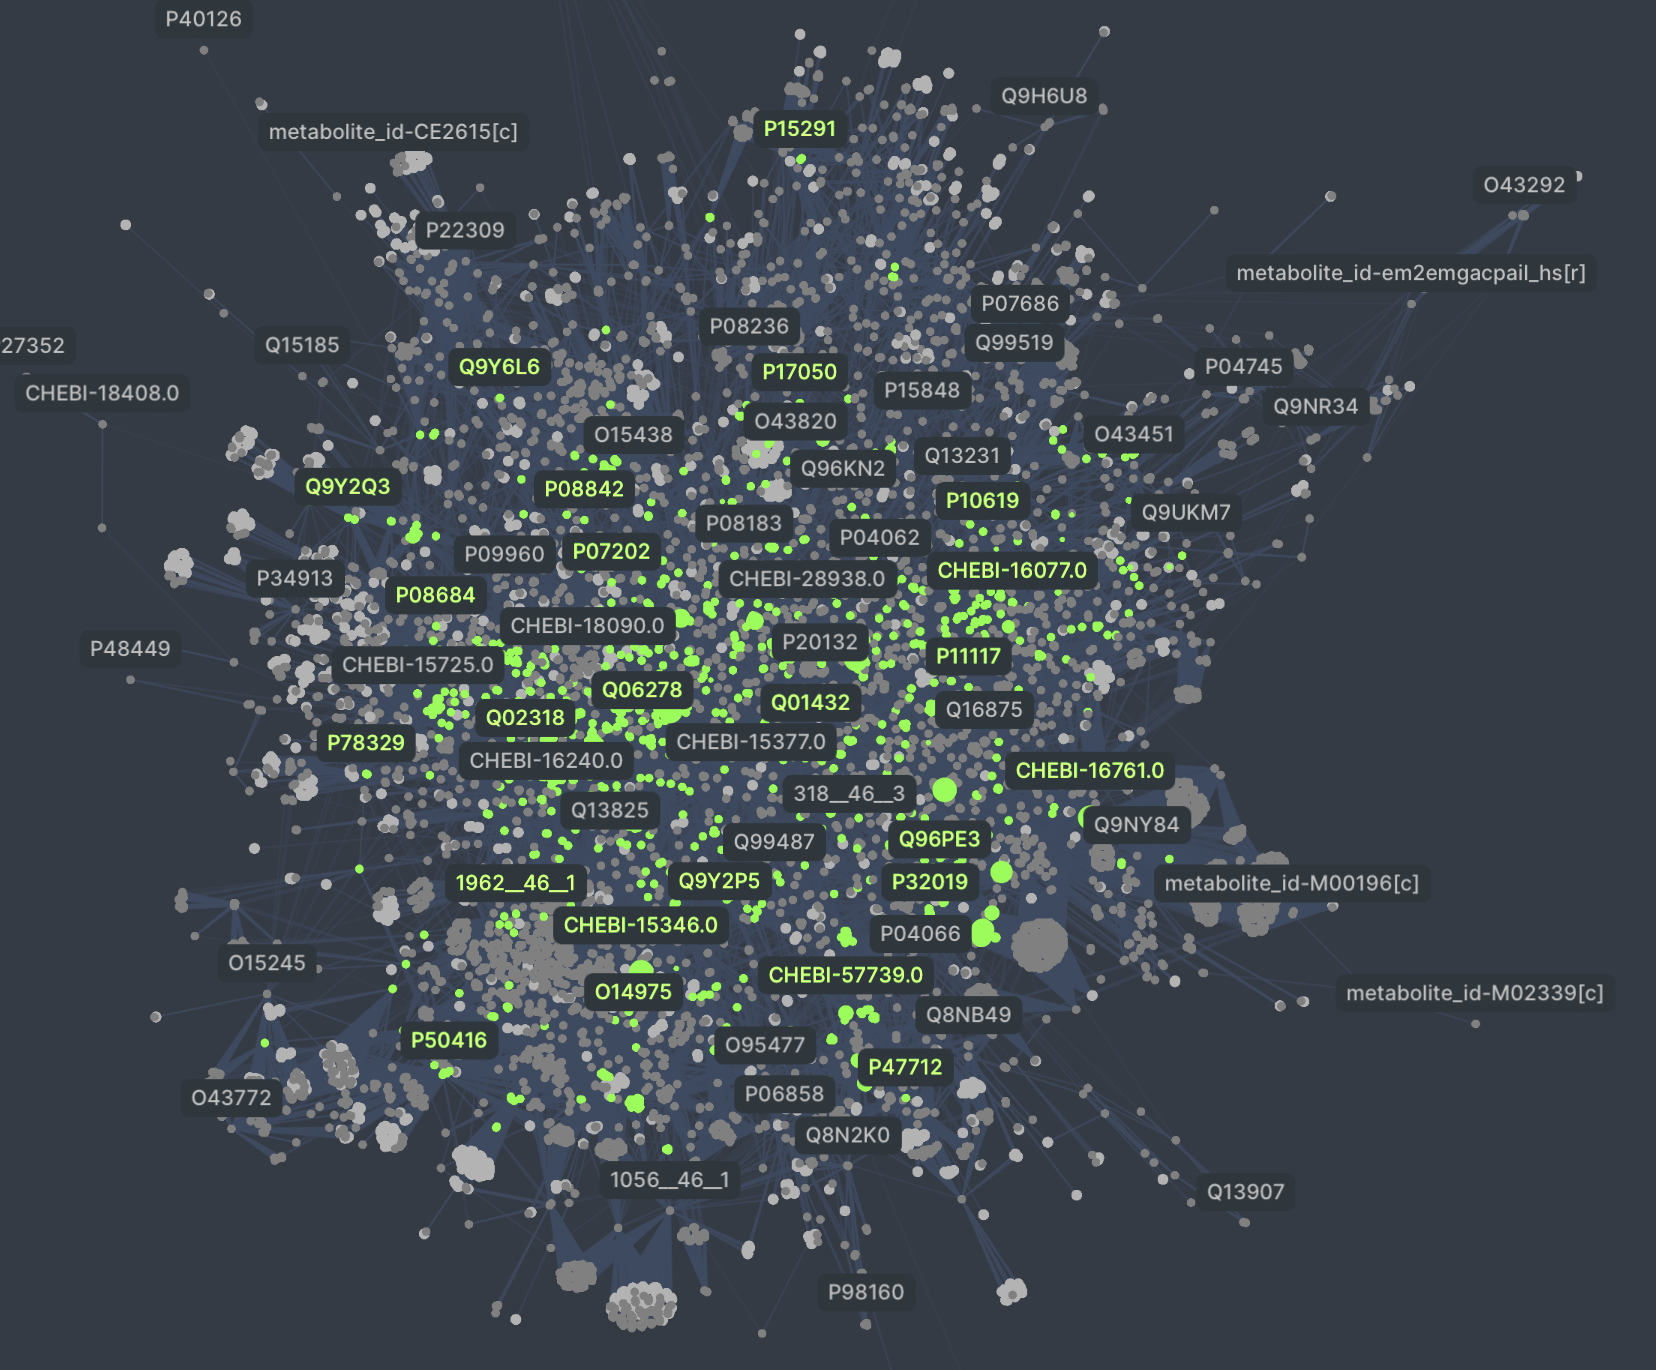 P40126
Q9H6U8
metabolite_id-CE2615[c]
P15291
O43292
P22309
metabolite_id-em2emgacpail_hs[r]
P07686
P08236
27352
Q15185
Q99519
Q9Y6L6
P17050
P04745
CHEBI-18408.0
P15848
Q9NR34
O43820
O15438
O43451
Q13231
Q96KN2
Q9Y2Q3
P08842
P10619
Q9UKM7
P08183
P04062
P09960
P07202
CHEBI-16077.0
P34913
CHEBI-28938.0
P08684
CHEBI-18090.0
P20132
P48449
P11117
CHEBI-15725.0
Q06278
Q01432
Q16875
Q02318
P78329
CHEBI-15377.0
CHEBI-16240.0
CHEBI-16761.0
318__46__3
Q13825
Q9NY84
Q96PE3
Q99487
1962__46__1
Q9Y2P5
P32019
metabolite_id-M00196[c]
CHEBI-15346.0
P04066
O15245
CHEBI-57739.0
O14975
metabolite_id-M02339[c]
Q8NB49
P50416
O95477
P47712
O43772
P06858
Q8N2K0
1056__46__1
Q13907
P98160